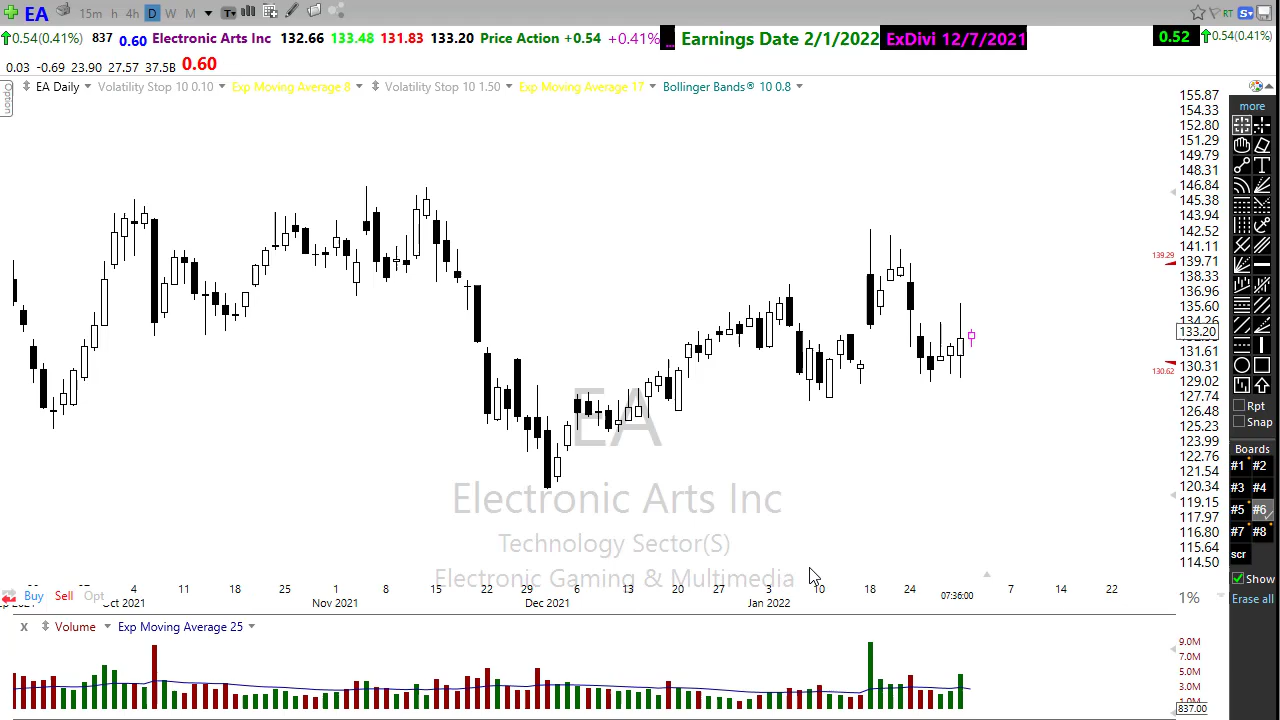 EA 15m h 4h D W M T
RT S
0.54(0.41%) 837 0.60 Electronic Arts Inc 132.66 133.48 131.83 133.20 Price Action +0.54 +0.41% ... Earnings Date 2/1/2022 ExDivi 12/7/2021 0.52 0.54(0.41%)
0.03 -0.69 23.90 27.57 37.5B 0.60
Option
EA Daily Volatility Stop 10 0.10 Exp Moving Average 8 Volatility Stop 10 1.50 Exp Moving Average 17 Bollinger Bands® 10 0.8
155.87
154.33
152.80
151.29
149.79
148.31
146.84
145.38
143.94
142.52
141.11
139.71
138.33
136.96
135.60
134.26
133.20
131.61
130.31
129.02
127.74
126.48
125.23
123.99
122.76
121.54
120.34
119.15
117.97
116.80
115.64
114.50
139.29
130.62
more
T
Rpt
Snap
Boards
#1 #2
#3 #4
#5 #6
#7 #8
scr
Show
Erase all
EA
Electronic Arts Inc
Technology Sector(S)
Electronic Gaming & Multimedia
4 11 18 25 1 8 15 22 29 6 13 20 27 3 10 18 24 07:36:00 7 14 22
Oct 2021 Nov 2021 Dec 2021 Jan 2022
Buy Sell Opt
1%
X Volume Exp Moving Average 25
9.0M
7.0M
5.0M
3.0M
837.00